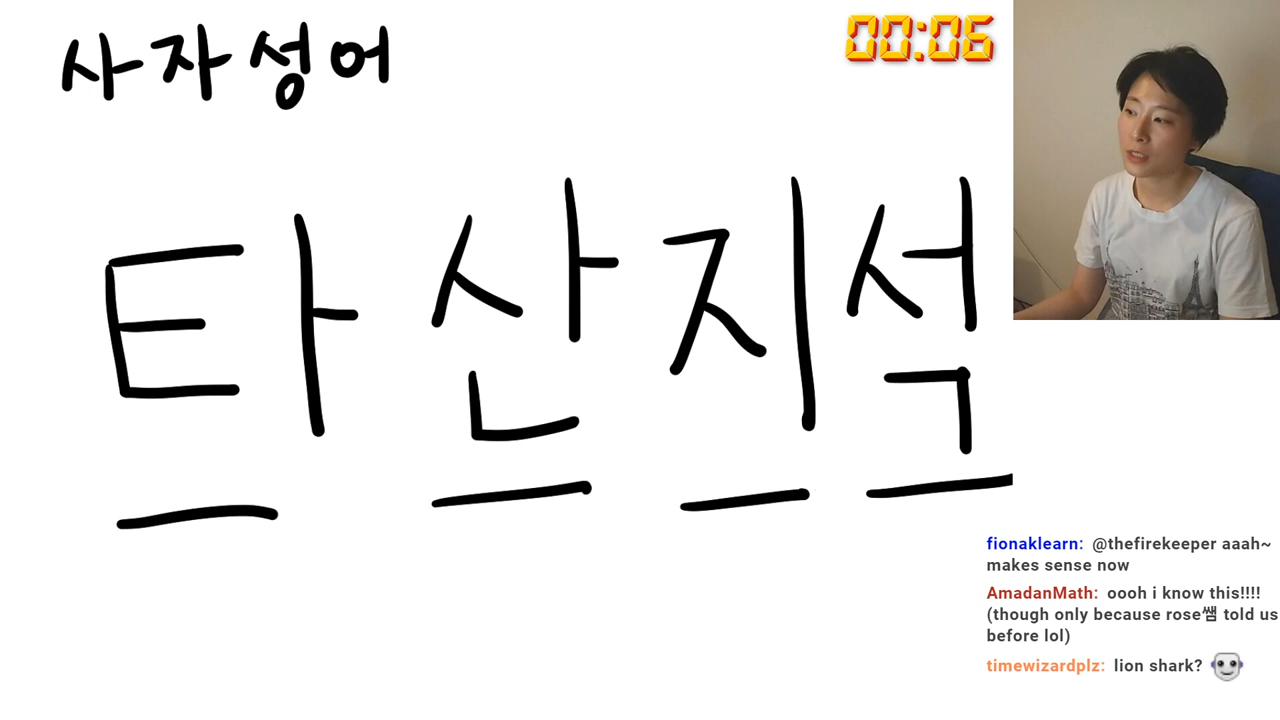 사자성어
00:06
타산지석
fionaklearn: @thefirekeeper aaah~
makes sense now
AmadanMath: oooh i know this!!!!
(though only because rose쌤 told us
before lol)
timewizardplz: lion shark?